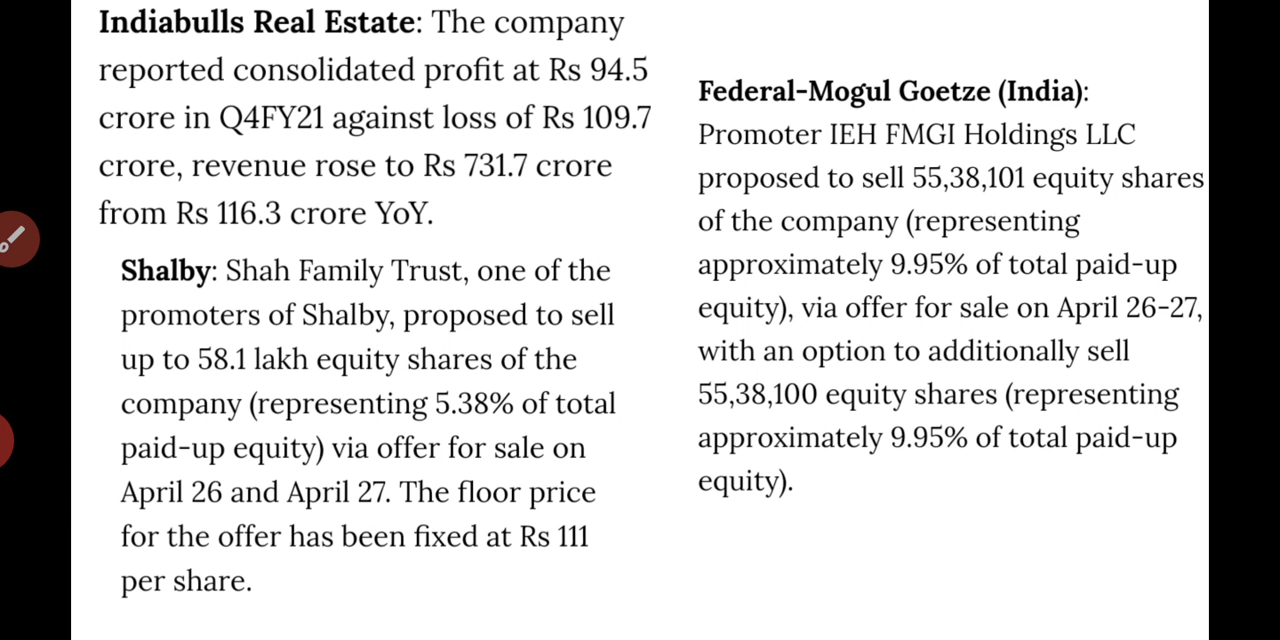 Indiabulls Real Estate: The company
reported consolidated profit at Rs 94.5
crore in Q4FY21 against loss of Rs 109.7
crore, revenue rose to Rs 731.7 crore
from Rs 116.3 crore YoY.
Shalby: Shah Family Trust, one of the
promoters of Shalby, proposed to sell
up to 58.1 lakh equity shares of the
company (representing 5.38% of total
paid-up equity) via offer for sale on
April 26 and April 27. The floor price
for the offer has been fixed at Rs 111
per share.
Federal-Mogul Goetze (India):
Promoter IEH FMGI Holdings LLC
proposed to sell 55,38,101 equity shares
of the company (representing
approximately 9.95% of total paid-up
equity), via offer for sale on April 26-27,
with an option to additionally sell
55,38,100 equity shares (representing
approximately 9.95% of total paid-up
equity).